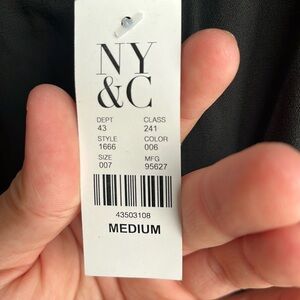 NY
&C
DEPT CLASS
43 241
STYLE COLOR
1666 006
SIZE MFG
007 95627
43503108
MEDIUM